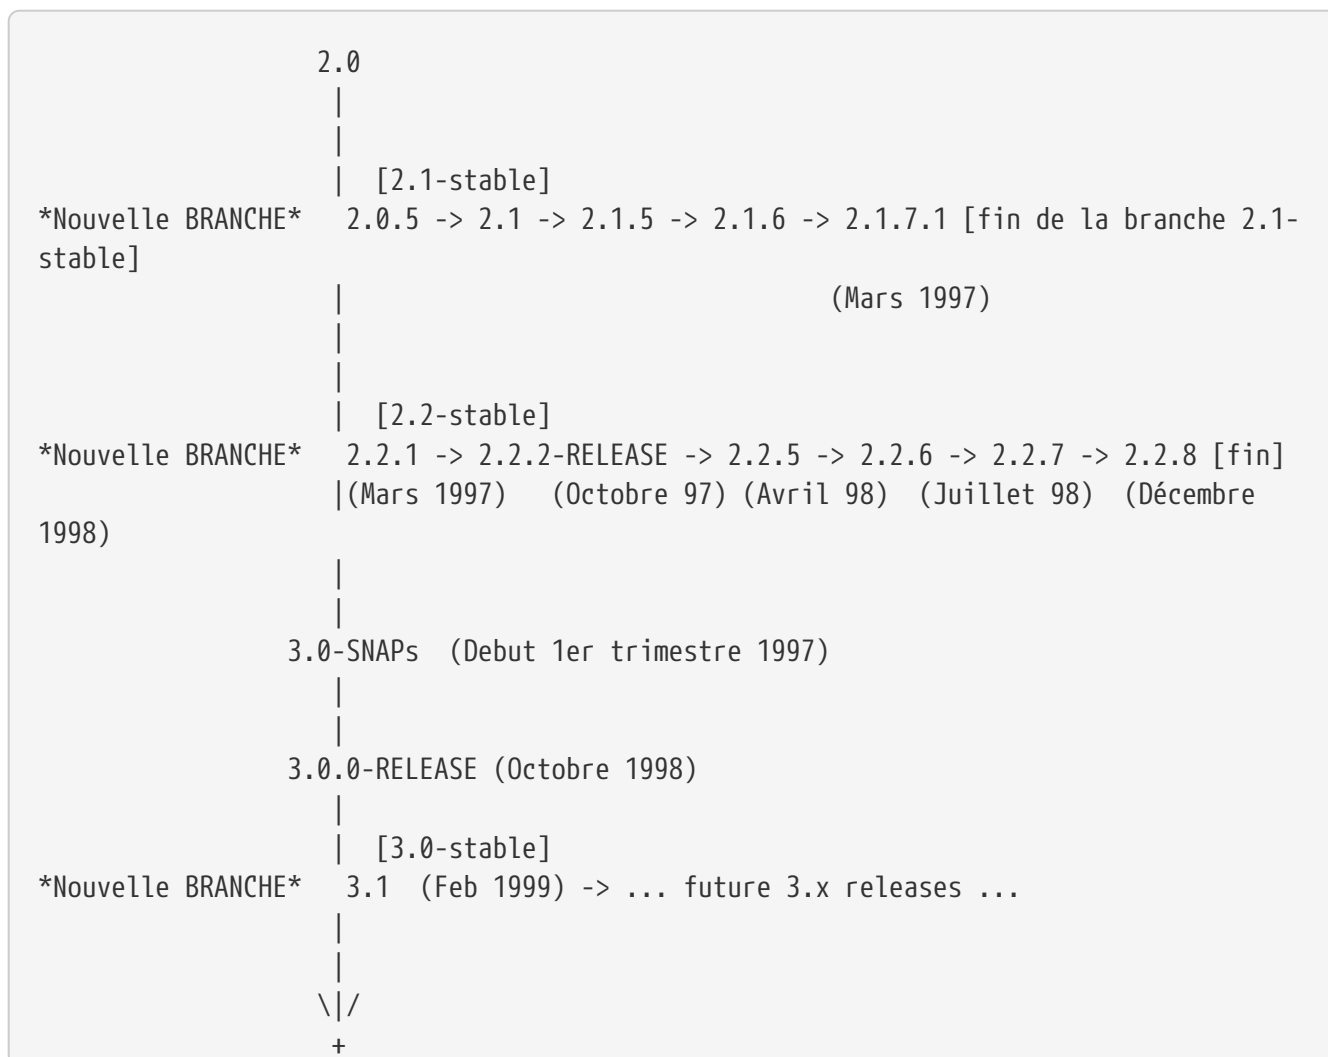 2.0
                              |
                              |
                              |   [2.1-stable]
*Nouvelle BRANCHE*    2.0.5 -> 2.1 -> 2.1.5 -> 2.1.6 -> 2.1.7.1 [fin de la branche 2.1-
stable]
                              |                                                  (Mars 1997)
                              |
                              |
                              |   [2.2-stable]
*Nouvelle BRANCHE*    2.2.1 -> 2.2.2-RELEASE -> 2.2.5 -> 2.2.6 -> 2.2.7 -> 2.2.8 [fin]
                              |(Mars 1997)    (Octobre 97) (Avril 98)   (Juillet 98)   (Décembre
1998)
                              |
                              |
                         3.0-SNAPs   (Debut 1er trimestre 1997)
                              |
                              |
                         3.0.0-RELEASE (Octobre 1998)
                              |
                              |   [3.0-stable]
*Nouvelle BRANCHE*    3.1   (Feb 1999) -> ... future 3.x releases ...
                              |
                              |
                            \|/
                              +